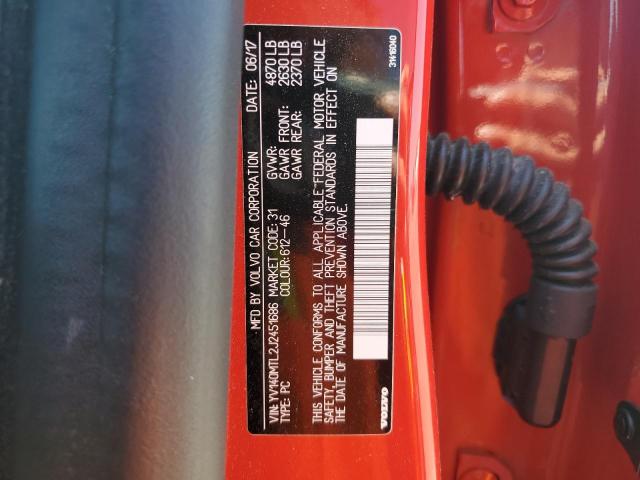 MFD BY VOLVO CAR CORPORATION DATE: 06/17
GVWR: 4870 LB
GAWR FRONT: 2630 LB
GAWR REAR: 2370 LB
VIN: YV140MTL2J2451686 MARKET CODE:31
TYPE: PC COLOUR:612-46
THIS VEHICLE CONFORMS TO ALL APPLICABLE FEDERAL MOTOR VEHICLE
SAFETY, BUMPER AND THEFT PREVENTION STANDARDS IN EFFECT ON
THE DATE OF MANUFACTURE SHOWN ABOVE.
VOLVO
31416040